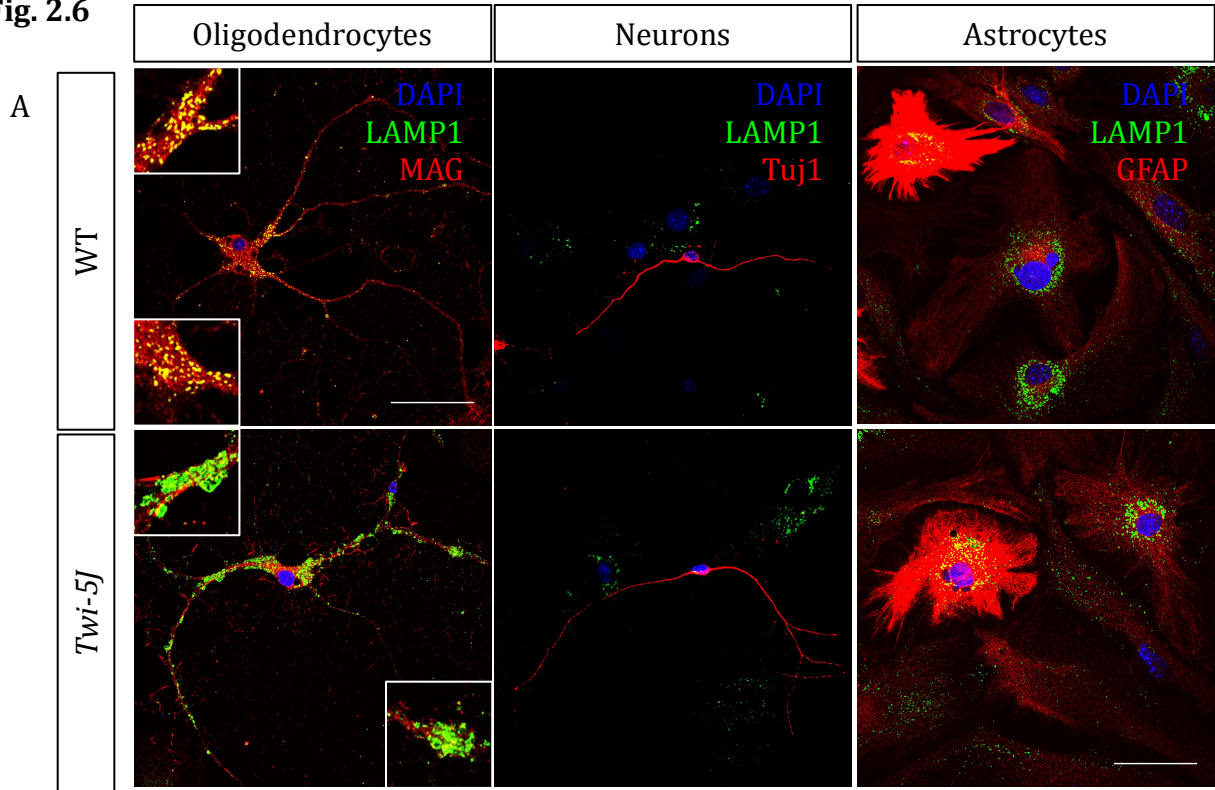 Fig. 2.6
Oligodendrocytes
Neurons
Astrocytes
A
WT
DAPI
LAMP1
MAG
DAPI
LAMP1
Tuj1
DAPI
LAMP1
GFAP
Twi-5J